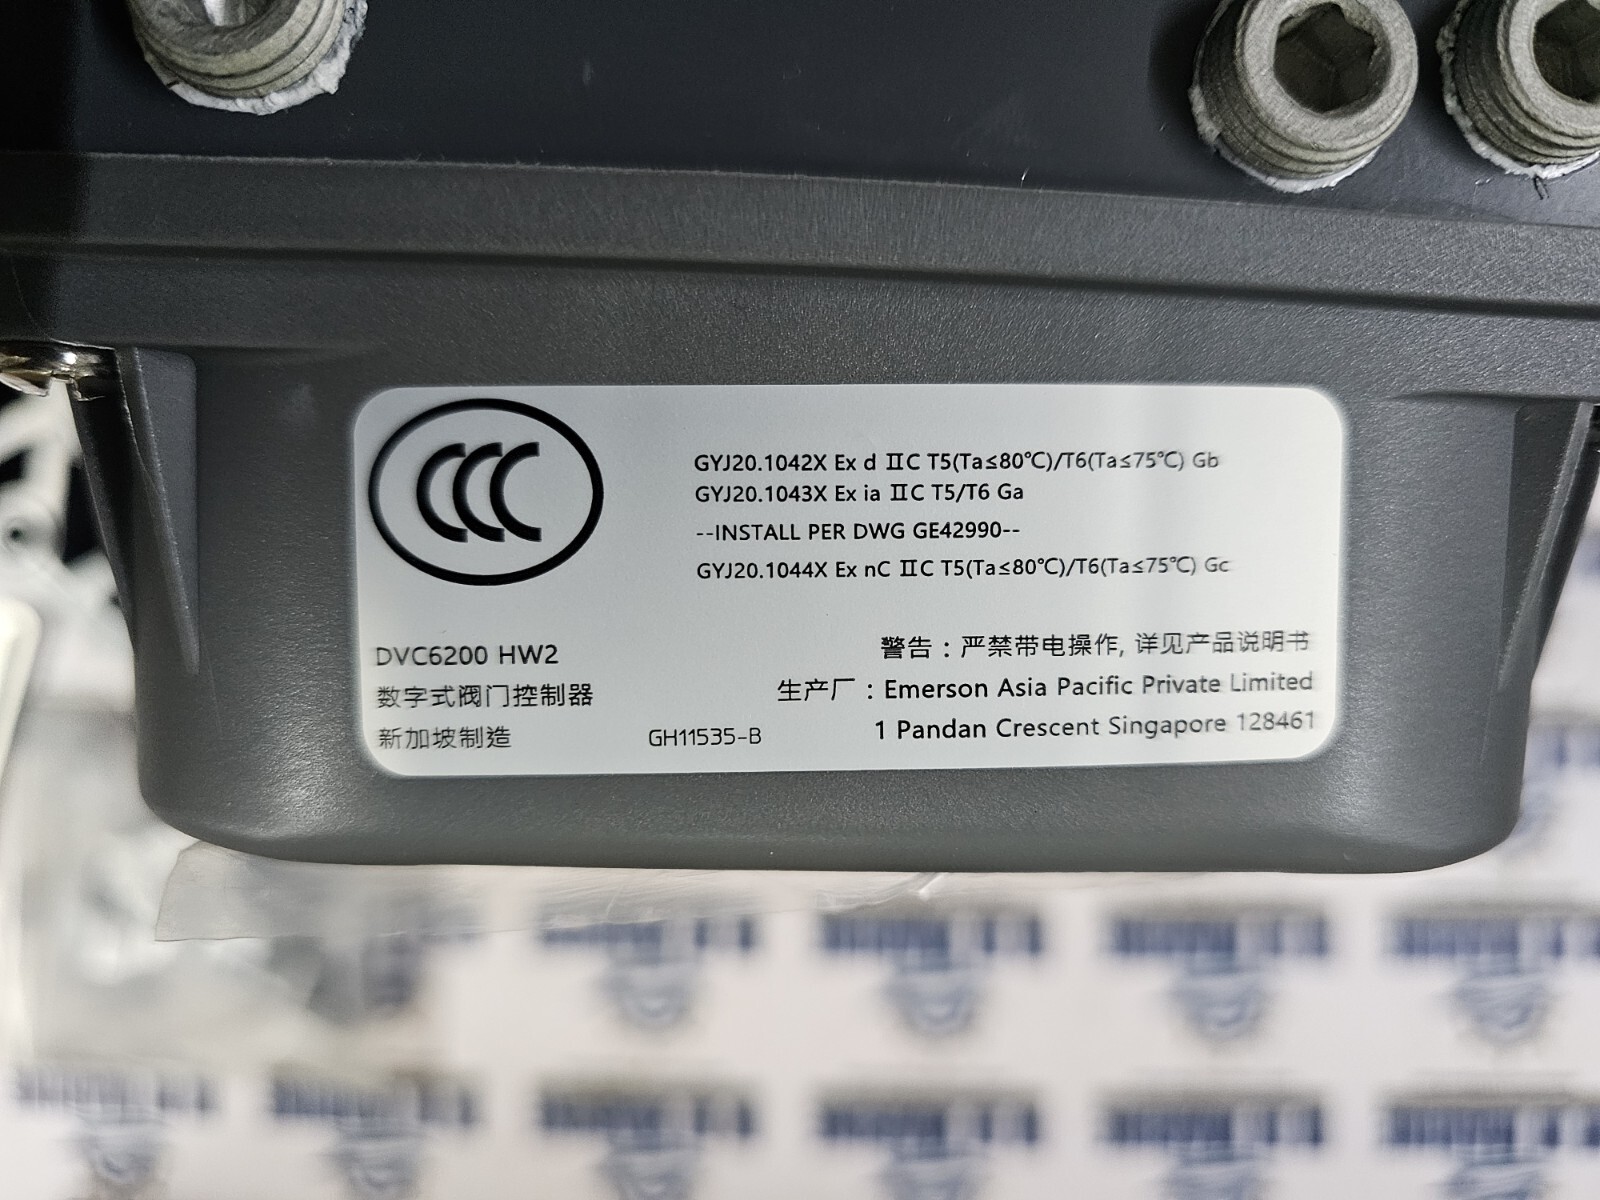 CCC
GYJ20.1042X Ex d ⅡC T5(Ta≤80℃)/T6(Ta≤75℃) Gb
GYJ20.1043X Ex ia ⅡC T5/T6 Ga
--INSTALL PER DWG GE42990--
GYJ20.1044X Ex nC ⅡC T5(Ta≤80℃)/T6(Ta≤75℃) Gc
警告：严禁带电操作, 详见产品说明书
DVC6200 HW2
数字式阀门控制器
生产厂：Emerson Asia Pacific Private Limited
新加坡制造
GH11535-B
1 Pandan Crescent Singapore 128461